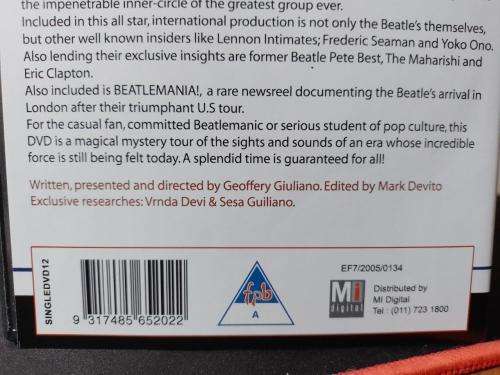 the impenetrable inner-circle of the greatest group ever.
Included in this all star, international production is not only the Beatle's themselves,
but other well known insiders like Lennon Intimates; Frederic Seaman and Yoko Ono.
Also lending their exclusive insights are former Beatle Pete Best, The Maharishi and
Eric Clapton.
Also included is BEATLEMANIA!, a rare newsreel documenting the Beatle's arrival in
London after their triumphant U.S tour.
For the casual fan, committed Beatlemanic or serious student of pop culture, this
DVD is a magical mystery tour of the sights and sounds of an era whose incredible
force is still being felt today. A splendid time is guaranteed for all!
Written, presented and directed by Geoffery Giuliano. Edited by Mark Devito
Exclusive researches: Vrnda Devi & Sesa Guiliano.
SINGLEDVD12
9 317485 652022
fpb
A
EF7/2005/0134
Mi
digital
Distributed by
MI Digital
Tel : (011) 723 1800